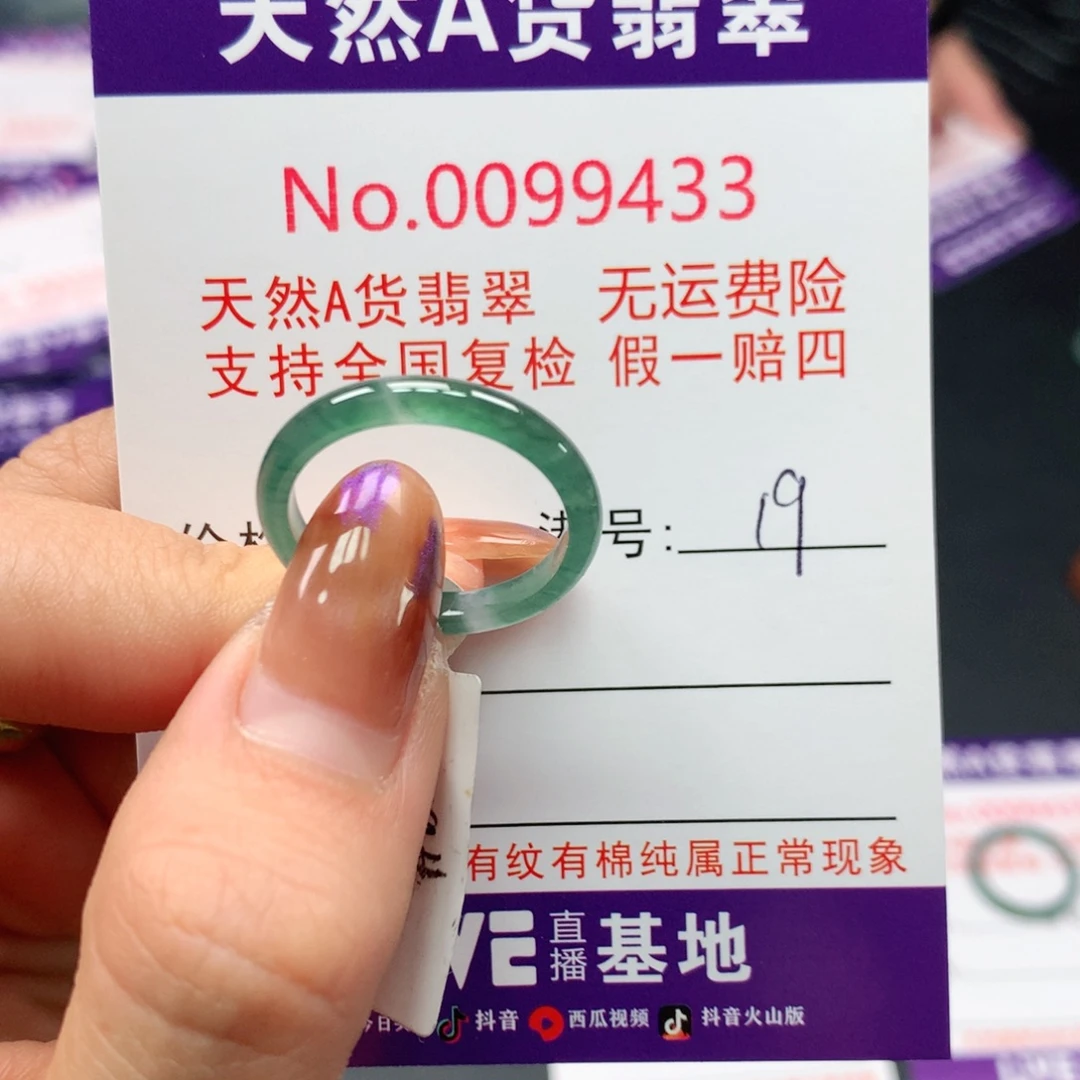 天然A货翡翠
No.0099433
天然A货翡翠 无运费险
支持全国复检 假一赔四
号: 19
有纹有棉纯属正常现象
VE 直播 基地
抖音 西瓜视频 抖音火山版